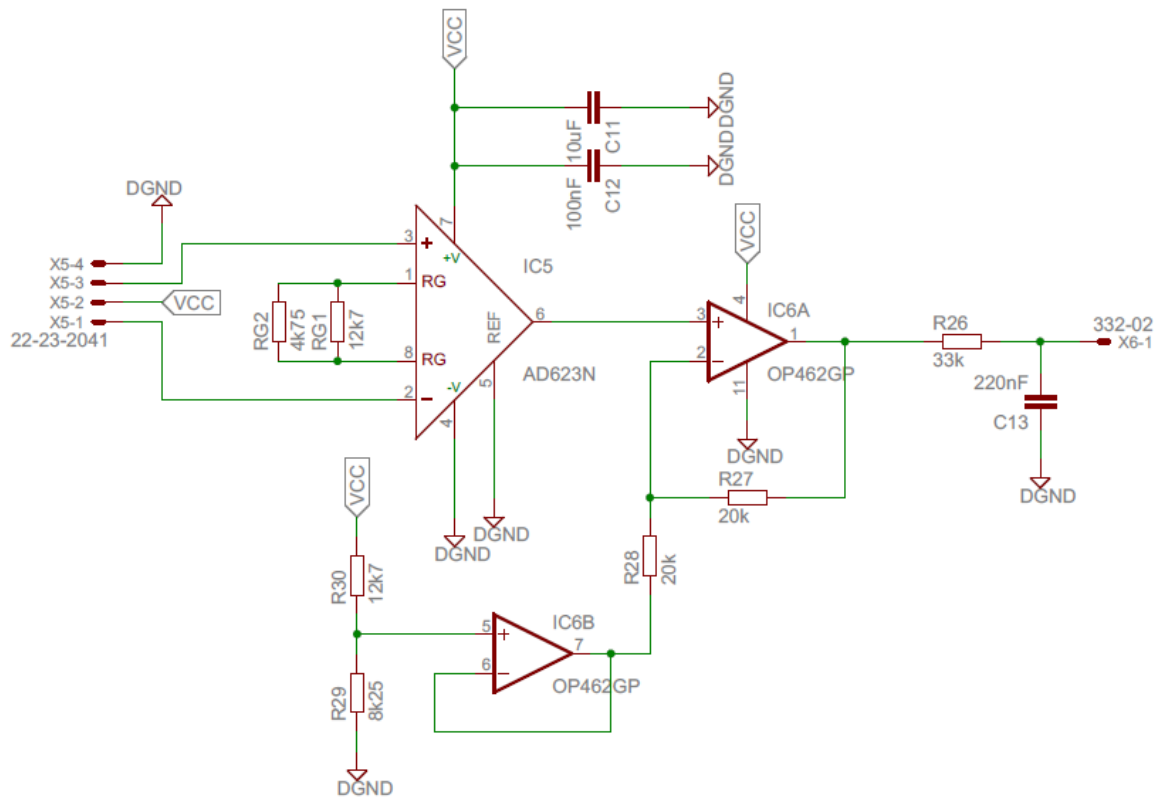 VCC
10uF
C11
DGND
100nF
C12
DGND
DGND
X5-4
X5-3
X5-2
VCC
X5-1
22-23-2041
3
+
7
+V
1
RG
8
RG
2
-
-V
4
REF
5
6
IC5
AD623N
RG2
4k75
RG1
12k7
DGND
DGND
VCC
4
IC6A
3
+
2
-
1
11
OP462GP
DGND
R26
33k
332-02
X6-1
220nF
C13
DGND
R27
20k
R28
20k
VCC
R30
12k7
R29
8k25
DGND
5
+
6
-
7
IC6B
OP462GP